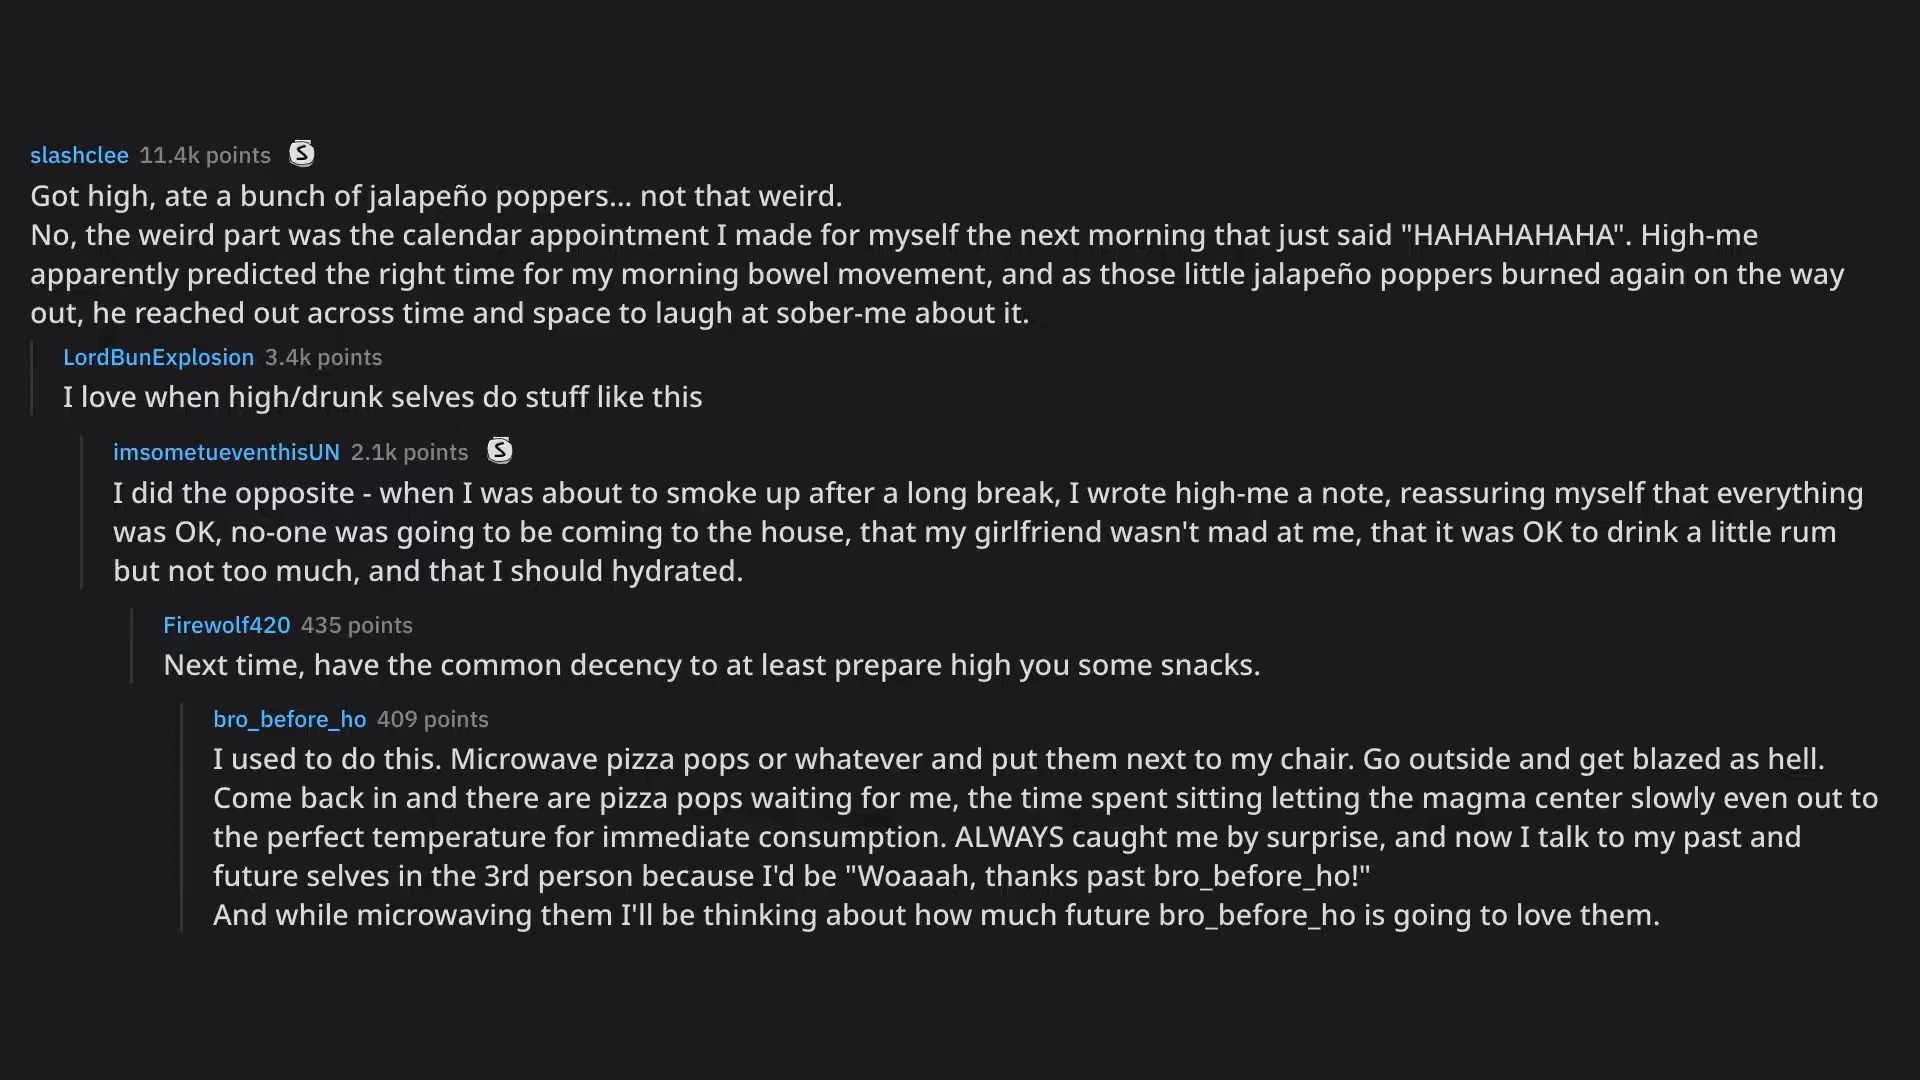 slashclee 11.4k points S
Got high, ate a bunch of jalapeño poppers... not that weird.
No, the weird part was the calendar appointment I made for myself the next morning that just said "HAHAHAHAHA". High-me
apparently predicted the right time for my morning bowel movement, and as those little jalapeño poppers burned again on the way
out, he reached out across time and space to laugh at sober-me about it.
LordBunExplosion 3.4k points
I love when high/drunk selves do stuff like this
imsometueventhisUN 2.1k points S
I did the opposite - when I was about to smoke up after a long break, I wrote high-me a note, reassuring myself that everything
was OK, no-one was going to be coming to the house, that my girlfriend wasn't mad at me, that it was OK to drink a little rum
but not too much, and that I should hydrated.
Firewolf420 435 points
Next time, have the common decency to at least prepare high you some snacks.
bro_before_ho 409 points
I used to do this. Microwave pizza pops or whatever and put them next to my chair. Go outside and get blazed as hell.
Come back in and there are pizza pops waiting for me, the time spent sitting letting the magma center slowly even out to
the perfect temperature for immediate consumption. ALWAYS caught me by surprise, and now I talk to my past and
future selves in the 3rd person because I'd be "Woaaah, thanks past bro_before_ho!"
And while microwaving them I'll be thinking about how much future bro_before_ho is going to love them.